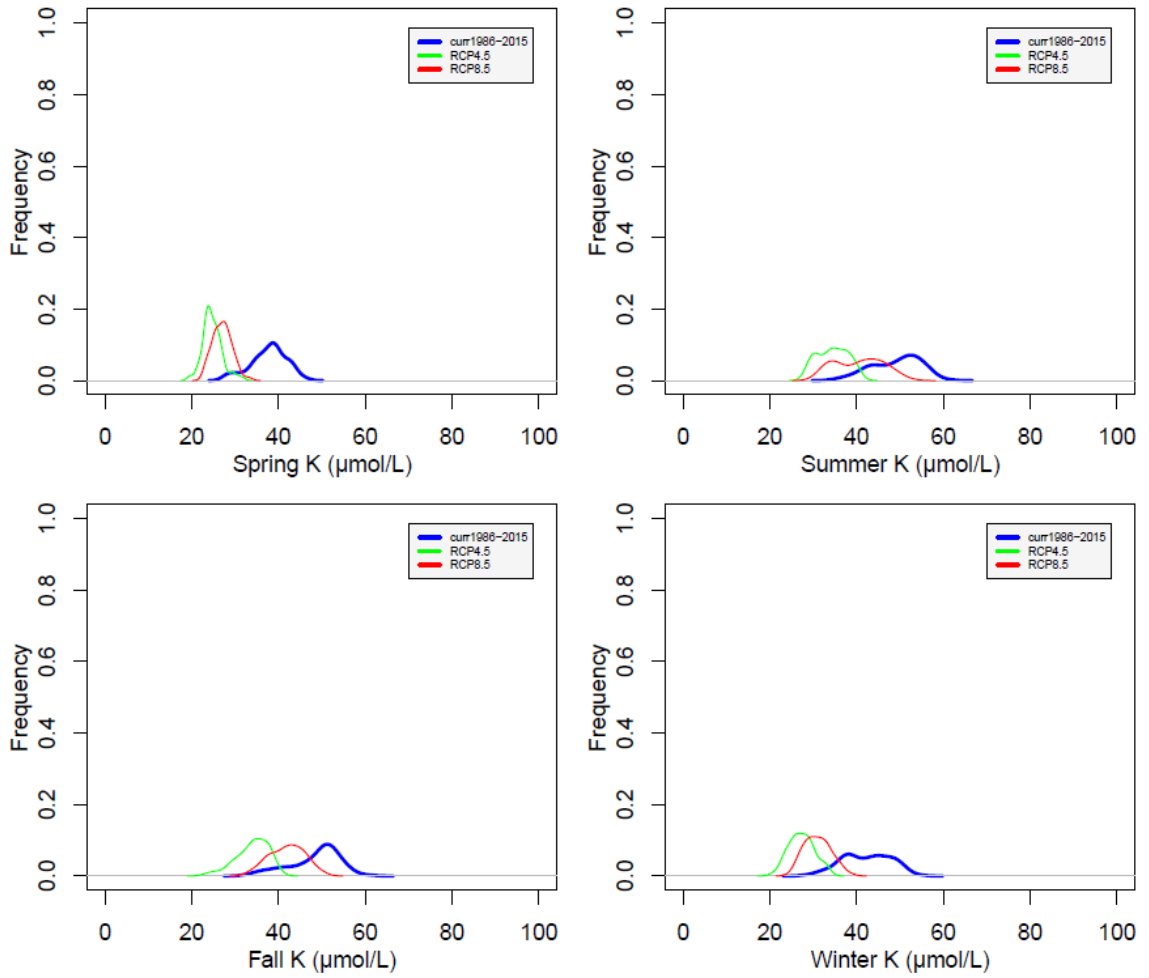 1.0
0.8
0.6
0.4
0.2
0.0
Frequency
curr1986-2015
RCP4.5
RCP8.5
0 20 40 60 80 100
Spring K (µmol/L)
1.0
0.8
0.6
0.4
0.2
0.0
Frequency
curr1986-2015
RCP4.5
RCP8.5
0 20 40 60 80 100
Summer K (µmol/L)
1.0
0.8
0.6
0.4
0.2
0.0
Frequency
curr1986-2015
RCP4.5
RCP8.5
0 20 40 60 80 100
Fall K (µmol/L)
1.0
0.8
0.6
0.4
0.2
0.0
Frequency
curr1986-2015
RCP4.5
RCP8.5
0 20 40 60 80 100
Winter K (µmol/L)